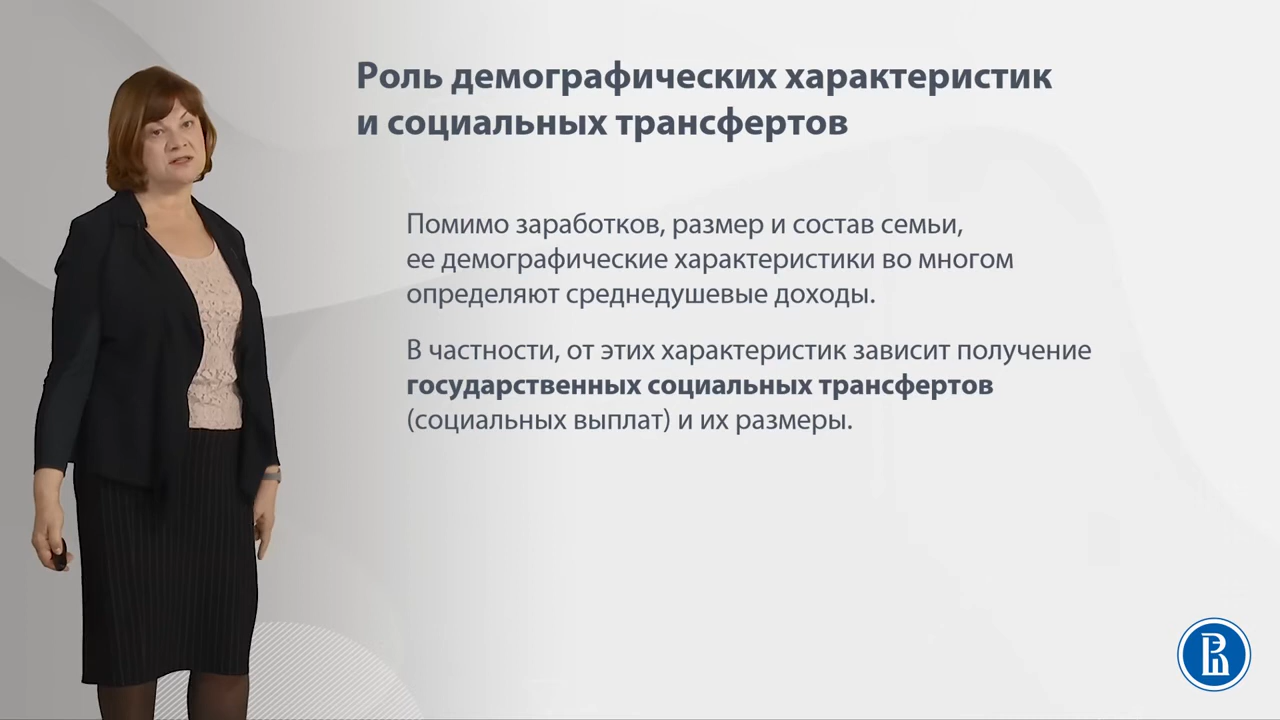 Роль демографических характеристик
и социальных трансфертов
Помимо заработков, размер и состав семьи,
ее демографические характеристики во многом
определяют среднедушевые доходы.
В частности, от этих характеристик зависит получение
государственных социальных трансфертов
(социальных выплат) и их размеры.